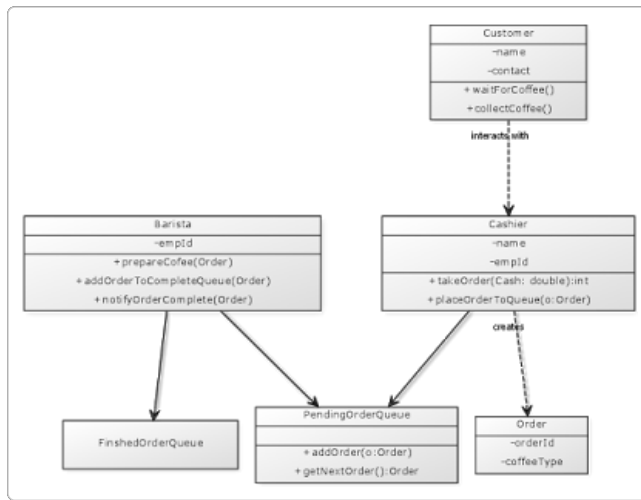 Customer
-name
-contact
+waitForCoffee()
+collectCoffee()
interacts with
Barista
-empId
+prepareCofee(Order)
+addOrderToCompleteQueue(Order)
+notifyOrderComplete(Order)
Cashier
-name
-empId
+takeOrder(Cash: double):int
+placeOrderToQueue(o:Order)
creates
FinshedOrderQueue
PendingOrderQueue
+addOrder(o:Order)
+getNextOrder():Order
Order
-orderId
-coffeeType